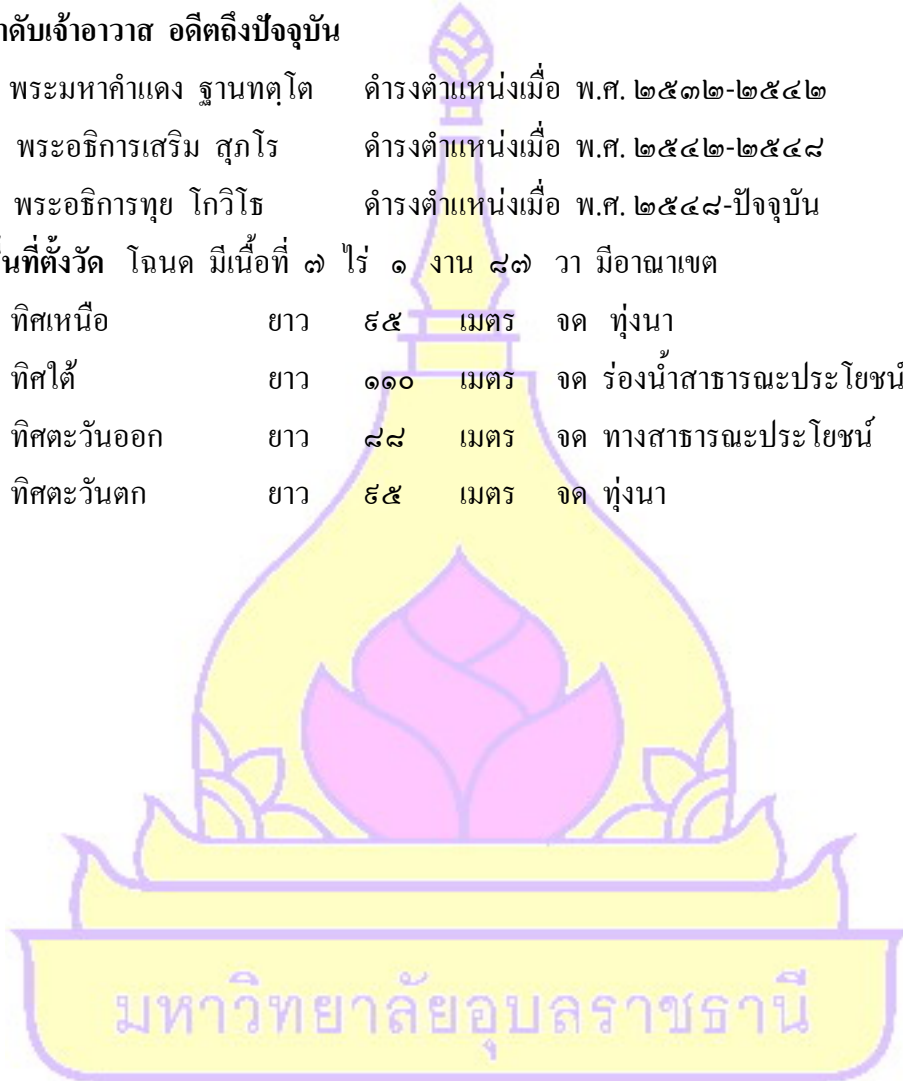 ลำดับเจ้าอาวาส อดีตถึงปัจจุบัน
พระมหาคำแดง ฐานทตฺโต ดำรงตำแหน่งเมื่อ พ.ศ. ๒๕๓๒-๒๕๔๒
พระอธิการเสริม สุภโร ดำรงตำแหน่งเมื่อ พ.ศ. ๒๕๔๒-๒๕๔๘
พระอธิการทุย โกวิโธ ดำรงตำแหน่งเมื่อ พ.ศ. ๒๕๔๘-ปัจจุบัน
ื้นที่ตั้งวัด โฉนด มีเนื้อที่ ๗ ไร่ ๑ งาน ๘๗ วา มีอาณาเขต
ทิศเหนือ ยาว ๙๕ เมตร จด ทุ่งนา
ทิศใต้ ยาว ๑๑๐ เมตร จด ร่องน้ำสาธารณะประโยชน์
ทิศตะวันออก ยาว ๘๘ เมตร จด ทางสาธารณะประโยชน์
ทิศตะวันตก ยาว ๙๕ เมตร จด ทุ่งนา
มหาวิทยาลัยอุบลราชธานี